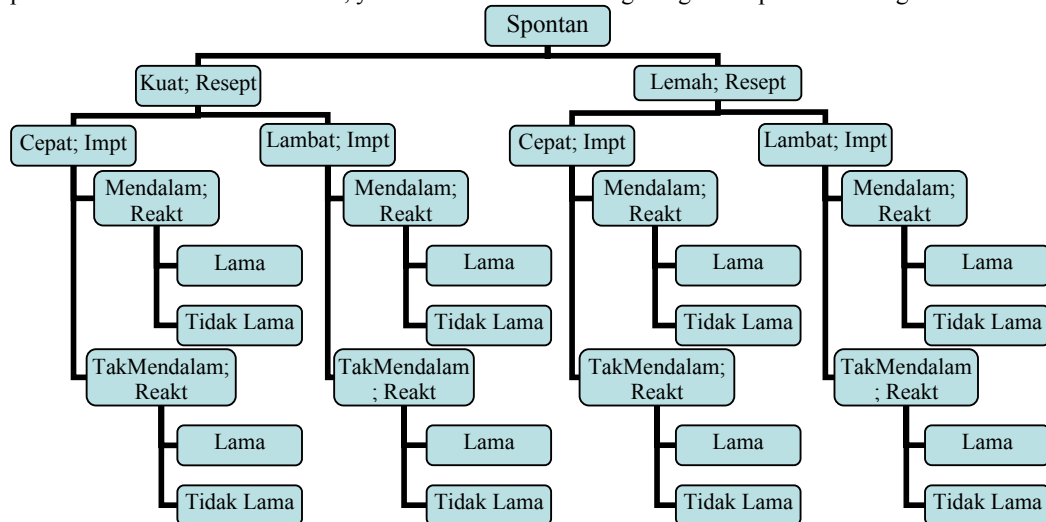 Spontan
Kuat; Resept
Lemah; Resept
Cepat; Impt
Lambat; Impt
Cepat; Impt
Lambat; Impt
Mendalam;
Reakt
Mendalam;
Reakt
Mendalam;
Reakt
Mendalam;
Reakt
Lama
Lama
Lama
Lama
Tidak Lama
Tidak Lama
Tidak Lama
Tidak Lama
TakMendalam;
Reakt
TakMendalam
; Reakt
TakMendalam;
Reakt
TakMendalam
; Reakt
Lama
Lama
Lama
Lama
Tidak Lama
Tidak Lama
Tidak Lama
Tidak Lama